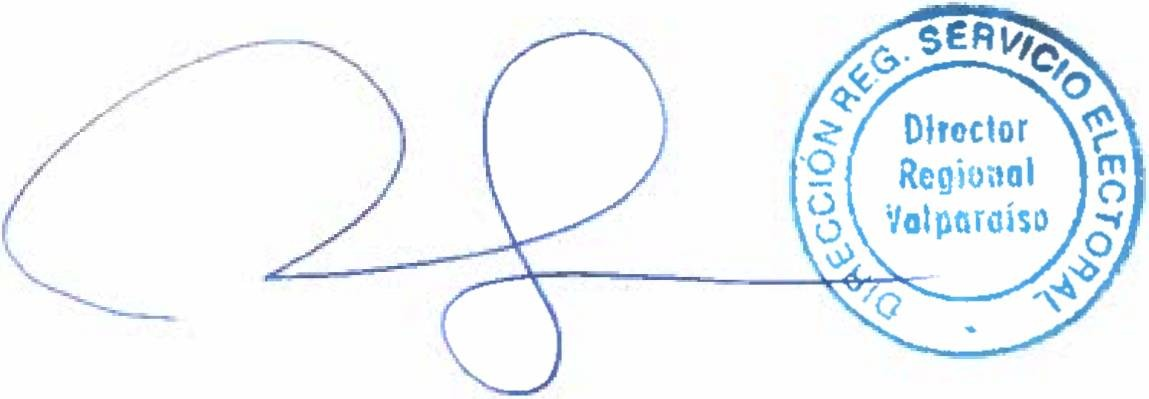 DIRECCIÓN REG. SERVICIO ELECTORAL
Director
Regional
Valparaíso